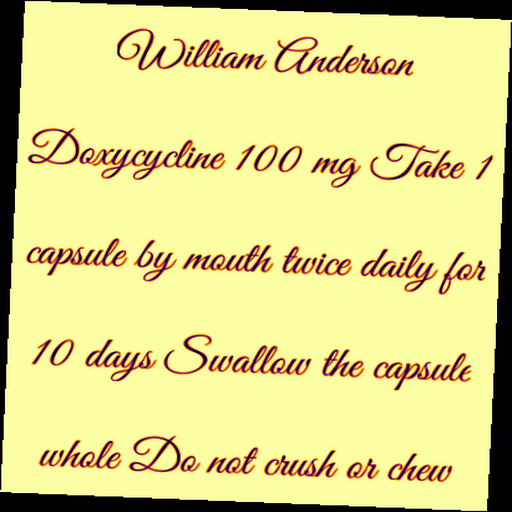 William Anderson
Doxycycline 100 mg Take 1
capsule by mouth twice daily for
10 days Swallow the capsule
whole Do not crush or chew